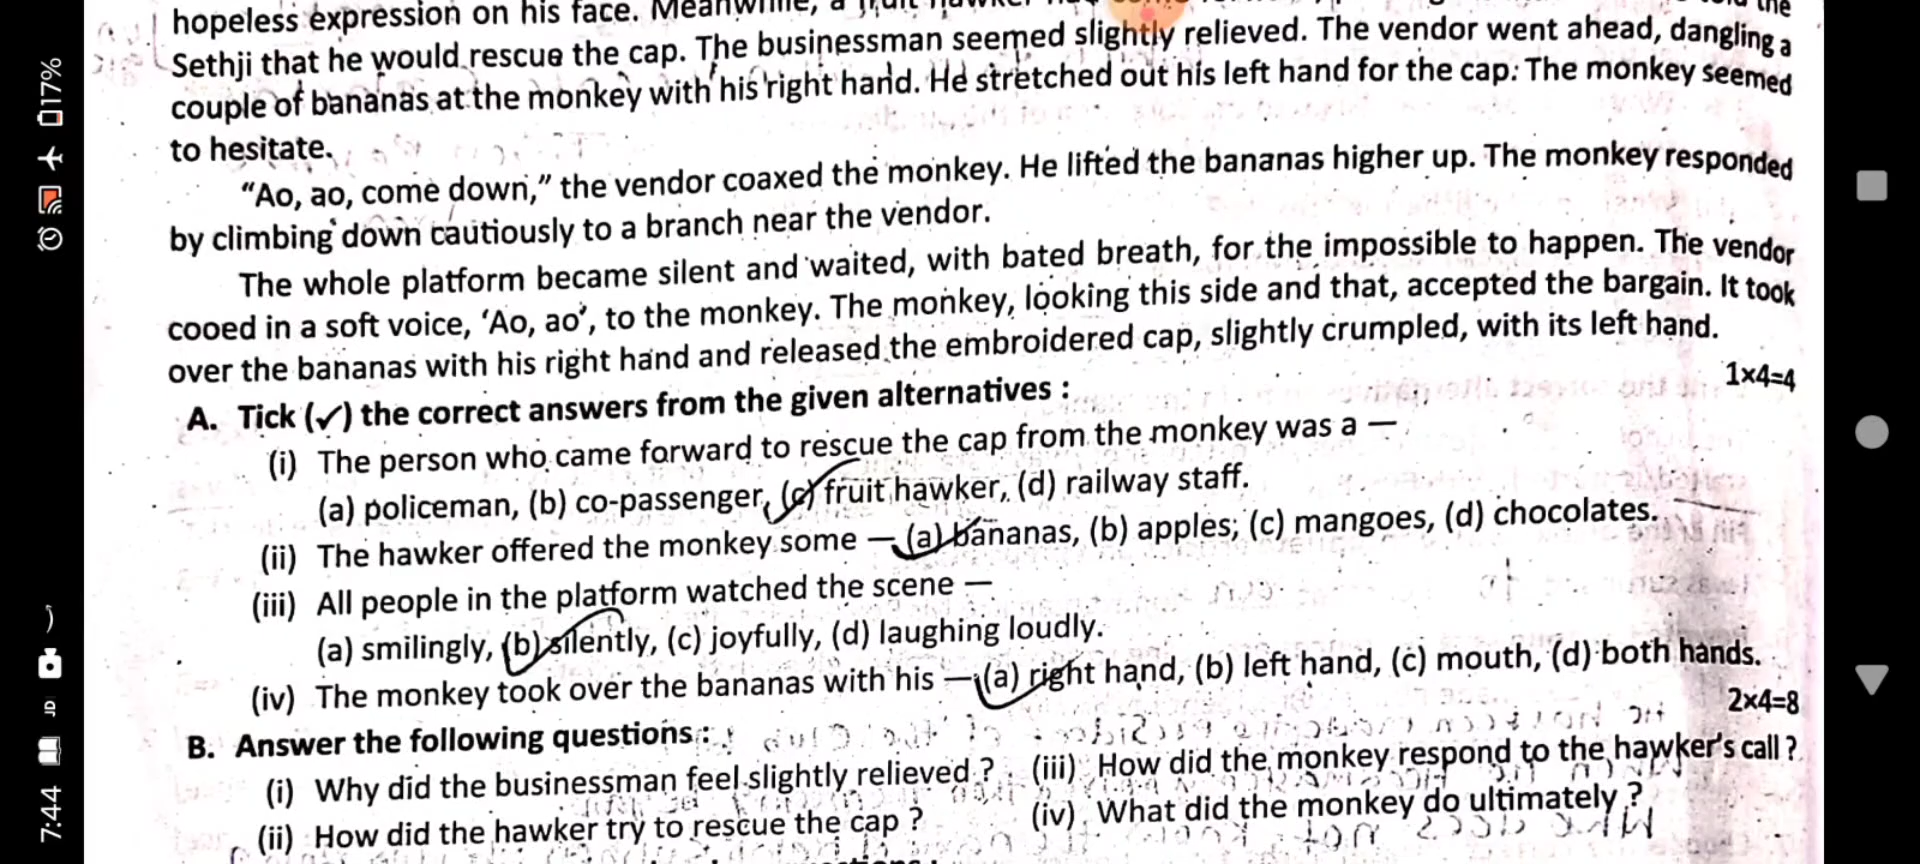 hopeless expression on his face. Meanwhile, a fruit hawker had
the
Sethji that he would rescue the cap. The businessman seemed slightly relieved. The vendor went ahead, dangling a
couple of bananas at the monkey with his right hand. He stretched out his left hand for the cap. The monkey seemed
to hesitate.
“Ao, ao, come down,” the vendor coaxed the monkey. He lifted the bananas higher up. The monkey responded
by climbing down cautiously to a branch near the vendor.
The whole platform became silent and waited, with bated breath, for the impossible to happen. The vendor
cooed in a soft voice, ‘Ao, ao’, to the monkey. The monkey, looking this side and that, accepted the bargain. It took
over the bananas with his right hand and released the embroidered cap, slightly crumpled, with its left hand.
A. Tick (✓) the correct answers from the given alternatives : 1×4=4
(i) The person who came forward to rescue the cap from the monkey was a —
(a) policeman, (b) co-passenger, (c) fruit hawker, (d) railway staff.
(ii) The hawker offered the monkey some — (a) bananas, (b) apples, (c) mangoes, (d) chocolates.
(iii) All people in the platform watched the scene —
(a) smilingly, (b) silently, (c) joyfully, (d) laughing loudly.
(iv) The monkey took over the bananas with his — (a) right hand, (b) left hand, (c) mouth, (d) both hands.
B. Answer the following questions : 2×4=8
(i) Why did the businessman feel slightly relieved ? (iii) How did the monkey respond to the hawker's call ?
(ii) How did the hawker try to rescue the cap ? (iv) What did the monkey do ultimately ?
17%
JD
7:44